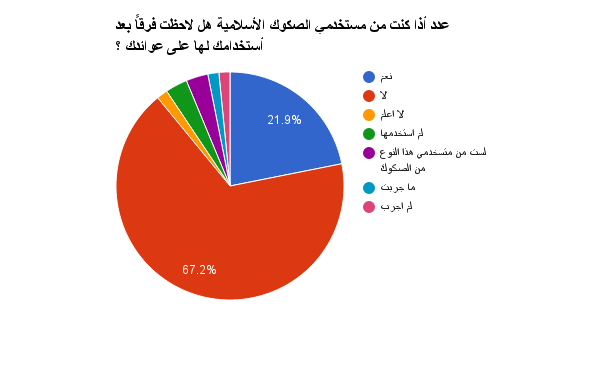 عدد أذا كنت من مستخدمي الصكوك الأسلامية هل لاحظت فرقاً بعد
أستخدامك لها على عوائدك ؟
نعم
لا
لا اعلم
لم استخدمها
لست من متسخدمي هذا النوع
من الصكوك
ما جربت
لم اجرب
21.9%
67.2%